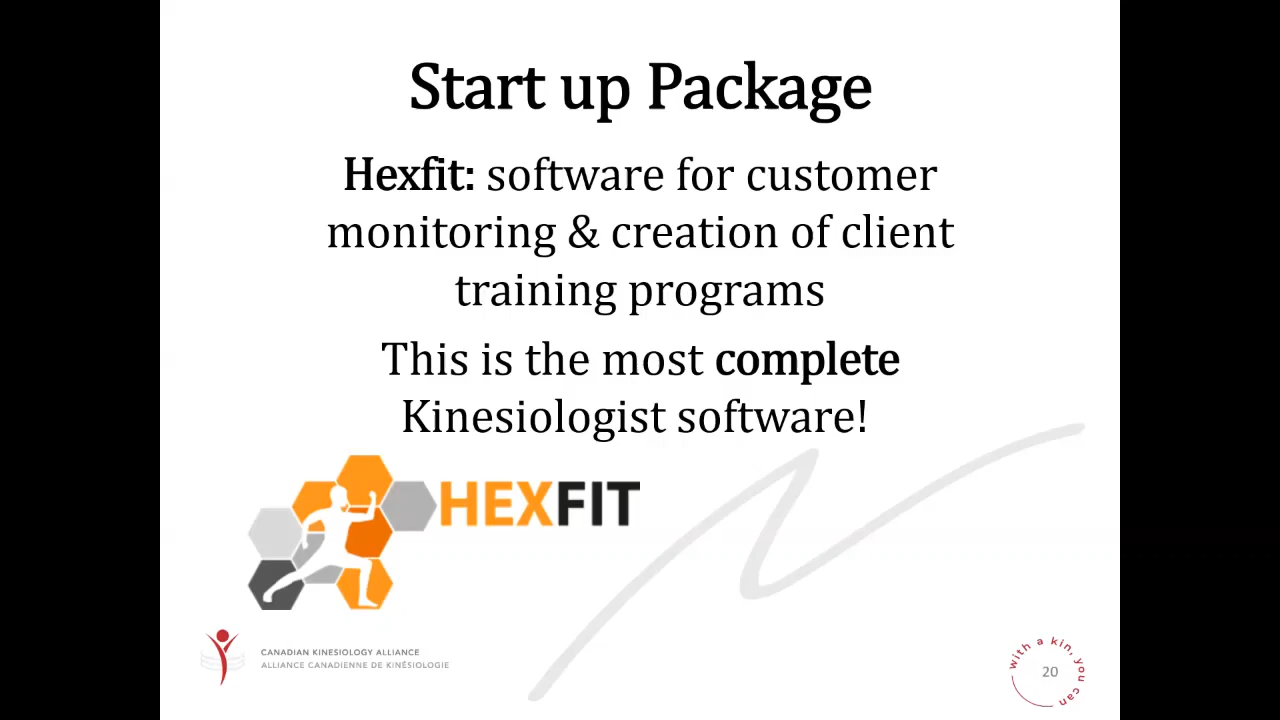 Start up Package
Hexfit: software for customer
monitoring & creation of client
training programs
This is the most complete
Kinesiologist software!
HEXFIT
CANADIAN KINESIOLOGY ALLIANCE
ALLIANCE CANADIENNE DE KINÉSIOLOGIE
with a kin, you can
20